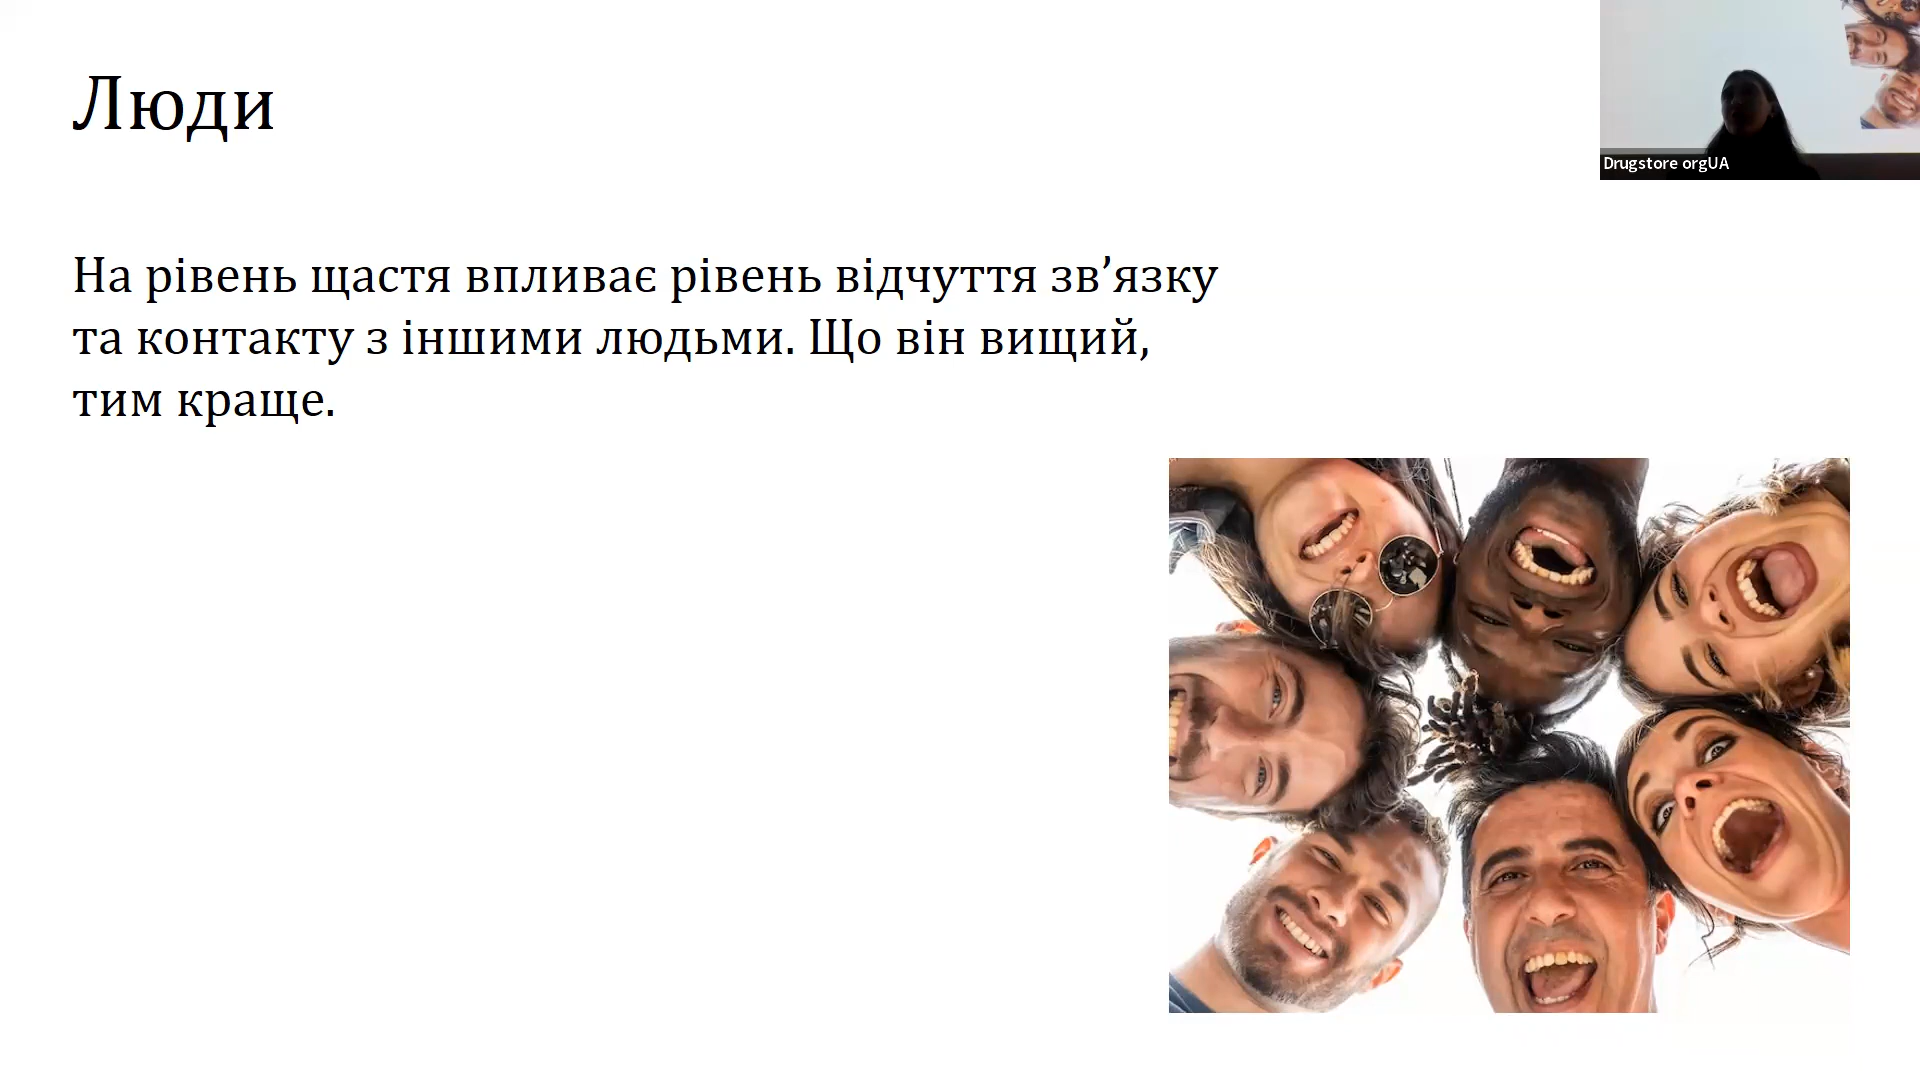 Люди
Drugstore orgUA
На рівень щастя впливає рівень відчуття зв’язку
та контакту з іншими людьми. Що він вищий,
тим краще.